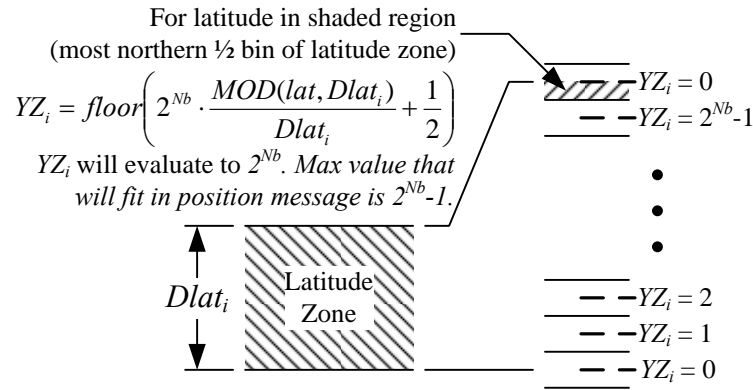 For latitude in shaded region
(most northern ½ bin of latitude zone)
YZ_i = floor(2^{Nb} · MOD(lat, Dlat_i) / Dlat_i + 1/2)
YZ_i will evaluate to 2^{Nb}. Max value that
will fit in position message is 2^{Nb}-1.
YZ_i = 0
YZ_i = 2^{Nb}-1
Dlat_i
Latitude
Zone
YZ_i = 2
YZ_i = 1
YZ_i = 0